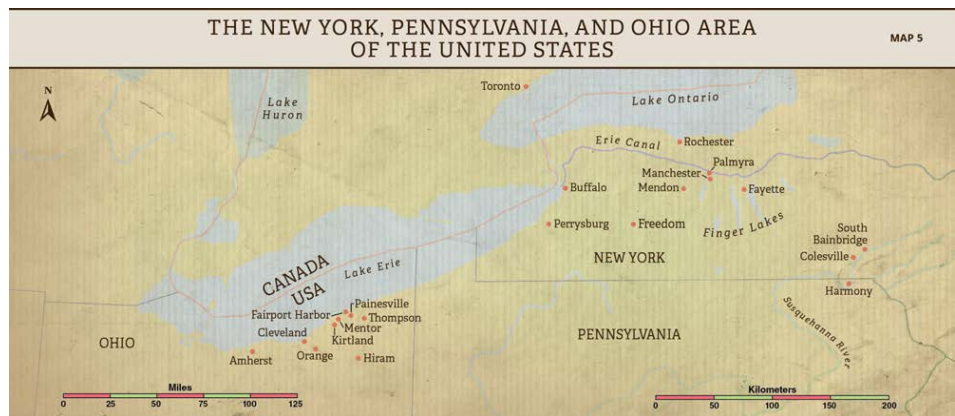 THE NEW YORK, PENNSYLVANIA, AND OHIO AREA
OF THE UNITED STATES
MAP 5
N
Toronto
Lake
Huron
Lake Ontario
Erie Canal
Rochester
Palmyra
Manchester
Mendon
Buffalo
Fayette
Perrysburg
Freedom
Finger Lakes
South
Bainbridge
Colesville
NEW YORK
Harmony
CANADA
USA
Lake Erie
Painesville
Fairport Harbor
Thompson
Cleveland
Mentor
Kirtland
OHIO
Orange
Hiram
Amherst
PENNSYLVANIA
Susquehanna River
Miles
0 25 50 75 100 125
Kilometers
0 50 100 150 200